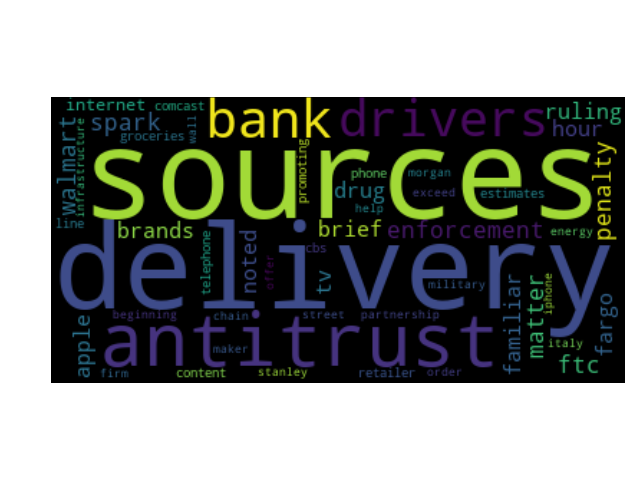 internet comcast bank drivers ruling
walmart infrastructure spark groceries wall hour
sources
promoting phone morgan penalty
drug exceed estimates
help
line brands brief enforcement energy
delivery
telephone noted offer cbs tv military familiar matter iphone fargo
beginning chain street partnership
antitrust
apple maker italy
firm content stanley retailer order ftc